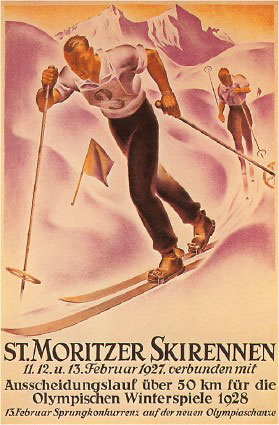 ST. MORITZER SKIRENNEN
11. 12. u. 13. Februar 1927, verbunden mit
Ausscheidungslauf über 50 km für die
Olympischen Winterspiele 1928
13. Februar Sprungkonkurrenz auf der neuen Olympiaschanze